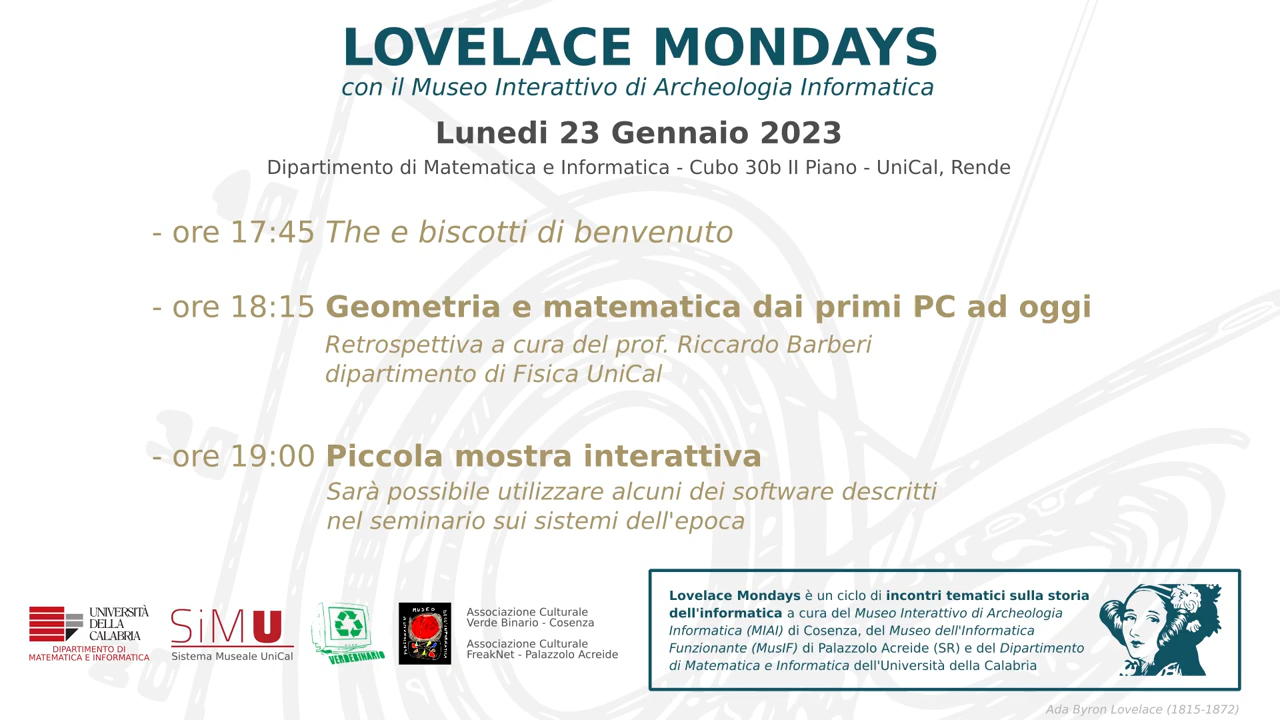 LOVELACE MONDAYS
con il Museo Interattivo di Archeologia Informatica
Lunedi 23 Gennaio 2023
Dipartimento di Matematica e Informatica - Cubo 30b II Piano - UniCal, Rende
- ore 17:45 The e biscotti di benvenuto
- ore 18:15 Geometria e matematica dai primi PC ad oggi
Retrospettiva a cura del prof. Riccardo Barberi
dipartimento di Fisica UniCal
- ore 19:00 Piccola mostra interattiva
Sarà possibile utilizzare alcuni dei software descritti
nel seminario sui sistemi dell'epoca
UNIVERSITÀ
DELLA
CALABRIA
DIPARTIMENTO DI
MATEMATICA E INFORMATICA
SiMU
Sistema Museale UniCal
VERDEBINARIO
MUSEO
Associazione Culturale
Verde Binario - Cosenza
Associazione Culturale
FreakNet - Palazzolo Acreide
Lovelace Mondays è un ciclo di incontri tematici sulla storia
dell'informatica a cura del Museo Interattivo di Archeologia
Informatica (MIAI) di Cosenza, del Museo dell'Informatica
Funzionante (MusIF) di Palazzolo Acreide (SR) e del Dipartimento
di Matematica e Informatica dell'Università della Calabria
Ada Byron Lovelace (1815-1872)